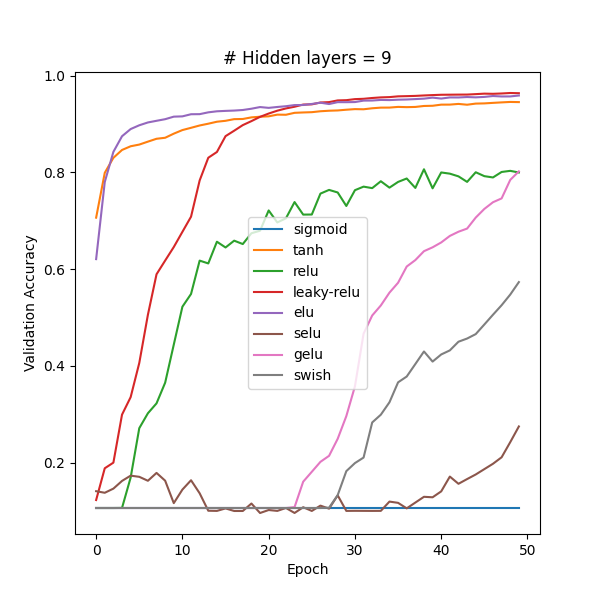 # Hidden layers = 9
Validation Accuracy
1.0
0.8
0.6
0.4
0.2
sigmoid
tanh
relu
leaky-relu
elu
selu
gelu
swish
0 10 20 30 40 50
Epoch